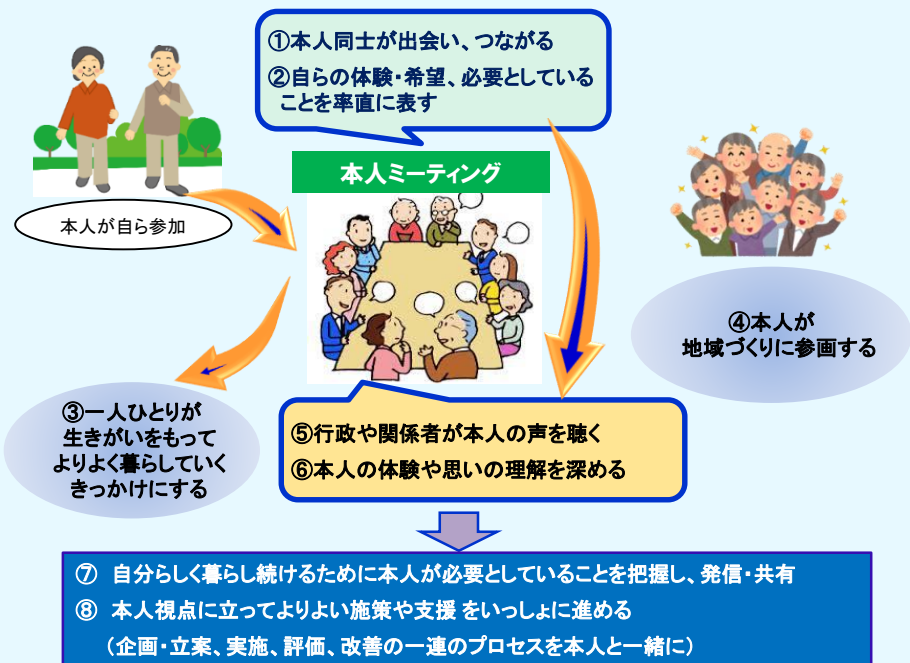 ①本人同士が出会い、つながる
②自らの体験・希望、必要としている
ことを率直に表す
本人ミーティング
本人が自ら参加
④本人が
地域づくりに参画する
③一人ひとりが
生きがいをもって
よりよく暮らしていく
きっかけにする
⑤行政や関係者が本人の声を聴く
⑥本人の体験や思いの理解を深める
⑦ 自分らしく暮らし続けるために本人が必要としていることを把握し、発信・共有
⑧ 本人視点に立ってよりよい施策や支援をいっしょに進める
（企画・立案、実施、評価、改善の一連のプロセスを本人と一緒に）